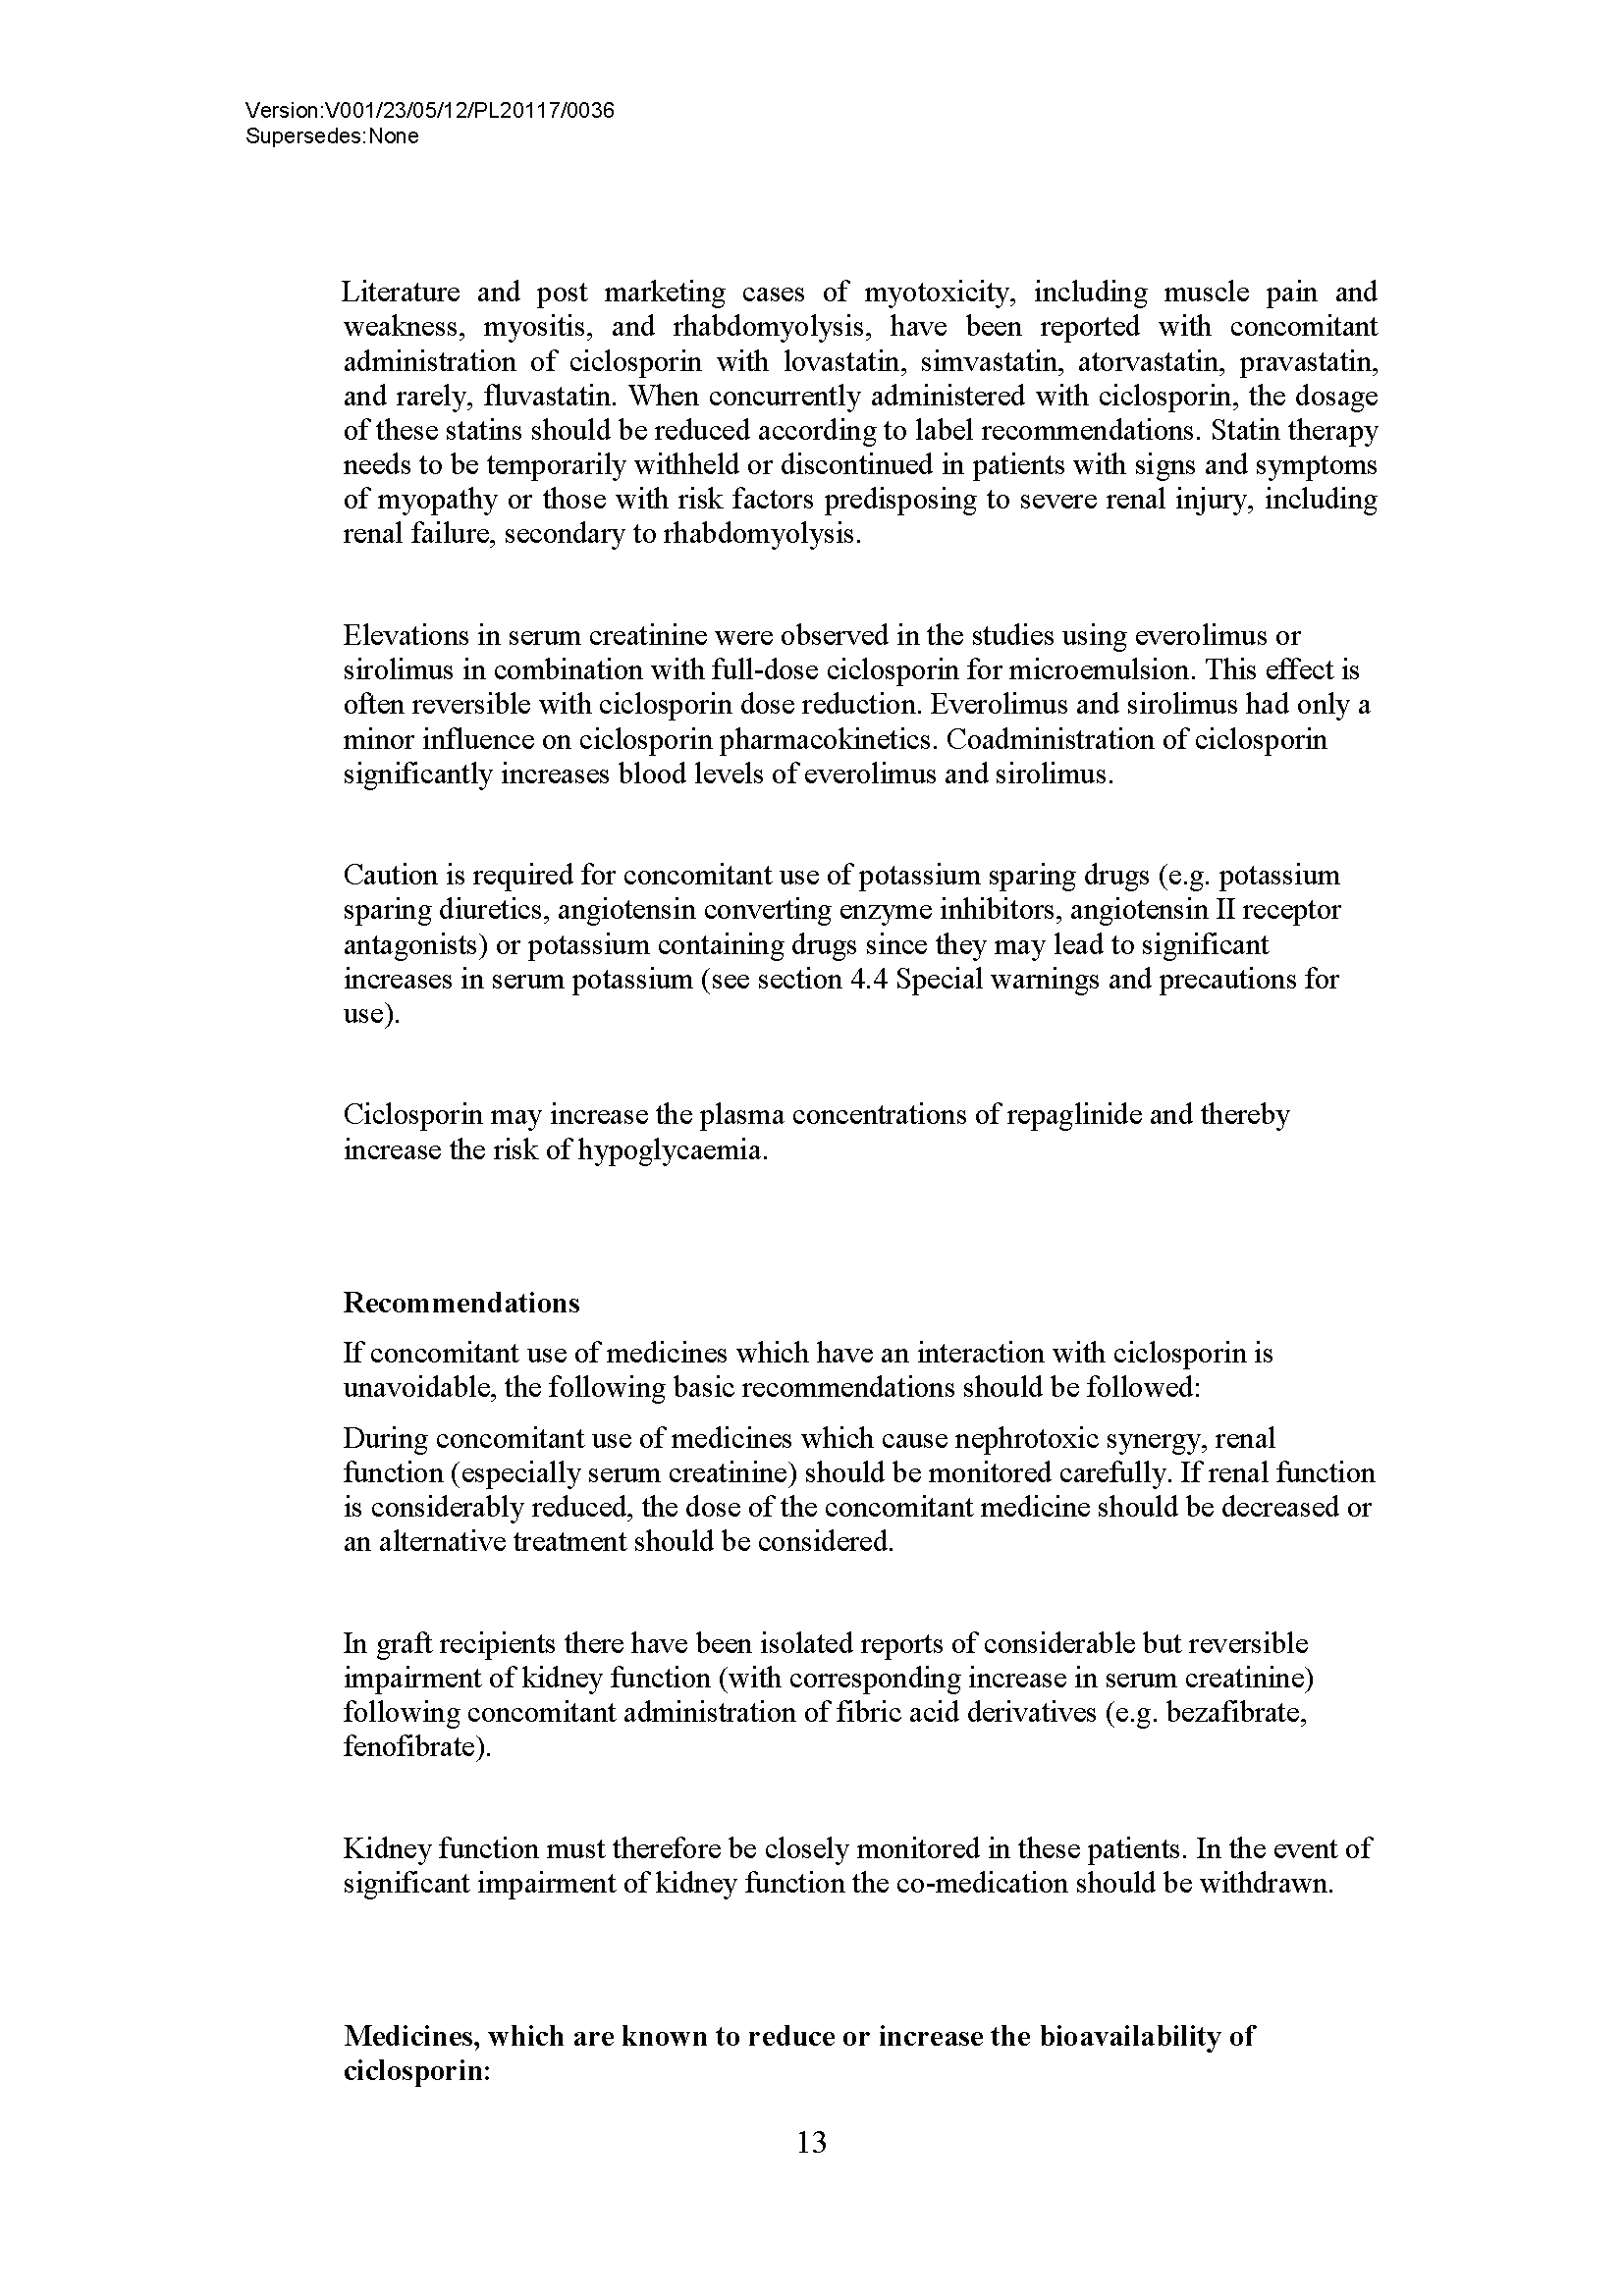 Version:V001/23/05/12/PL20117/0036
Supersedes:None
Literature and post marketing cases of myotoxicity, including muscle pain and
weakness, myositis, and rhabdomyolysis, have been reported with concomitant
administration of ciclosporin with lovastatin, simvastatin, atorvastatin, pravastatin,
and rarely, fluvastatin. When concurrently administered with ciclosporin, the dosage
of these statins should be reduced according to label recommendations. Statin therapy
needs to be temporarily withheld or discontinued in patients with signs and symptoms
of myopathy or those with risk factors predisposing to severe renal injury, including
renal failure, secondary to rhabdomyolysis.
Elevations in serum creatinine were observed in the studies using everolimus or
sirolimus in combination with full-dose ciclosporin for microemulsion. This effect is
often reversible with ciclosporin dose reduction. Everolimus and sirolimus had only a
minor influence on ciclosporin pharmacokinetics. Coadministration of ciclosporin
significantly increases blood levels of everolimus and sirolimus.
Caution is required for concomitant use of potassium sparing drugs (e.g. potassium
sparing diuretics, angiotensin converting enzyme inhibitors, angiotensin II receptor
antagonists) or potassium containing drugs since they may lead to significant
increases in serum potassium (see section 4.4 Special warnings and precautions for
use).
Ciclosporin may increase the plasma concentrations of repaglinide and thereby
increase the risk of hypoglycaemia.
Recommendations
If concomitant use of medicines which have an interaction with ciclosporin is
unavoidable, the following basic recommendations should be followed:
During concomitant use of medicines which cause nephrotoxic synergy, renal
function (especially serum creatinine) should be monitored carefully. If renal function
is considerably reduced, the dose of the concomitant medicine should be decreased or
an alternative treatment should be considered.
In graft recipients there have been isolated reports of considerable but reversible
impairment of kidney function (with corresponding increase in serum creatinine)
following concomitant administration of fibric acid derivatives (e.g. bezafibrate,
fenofibrate).
Kidney function must therefore be closely monitored in these patients. In the event of
significant impairment of kidney function the co-medication should be withdrawn.
Medicines, which are known to reduce or increase the bioavailability of
ciclosporin:
13